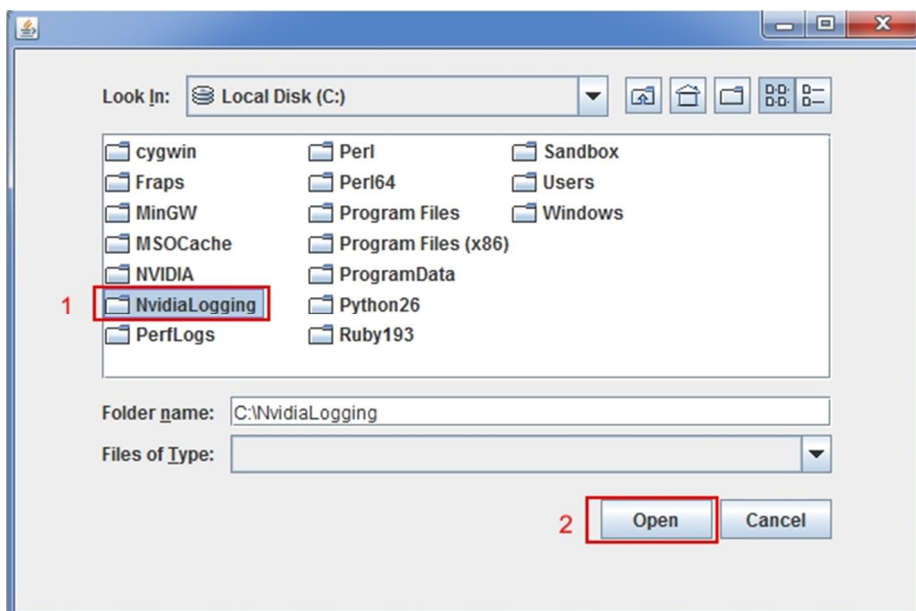 Look In: Local Disk (C:)
cygwin Perl Sandbox
Fraps Perl64 Users
MinGW Program Files Windows
MSOCache Program Files (x86)
NVIDIA ProgramData
1 NvidiaLogging Python26
PerfLogs Ruby193
Folder name: C:\NvidiaLogging
Files of Type:
2 Open Cancel